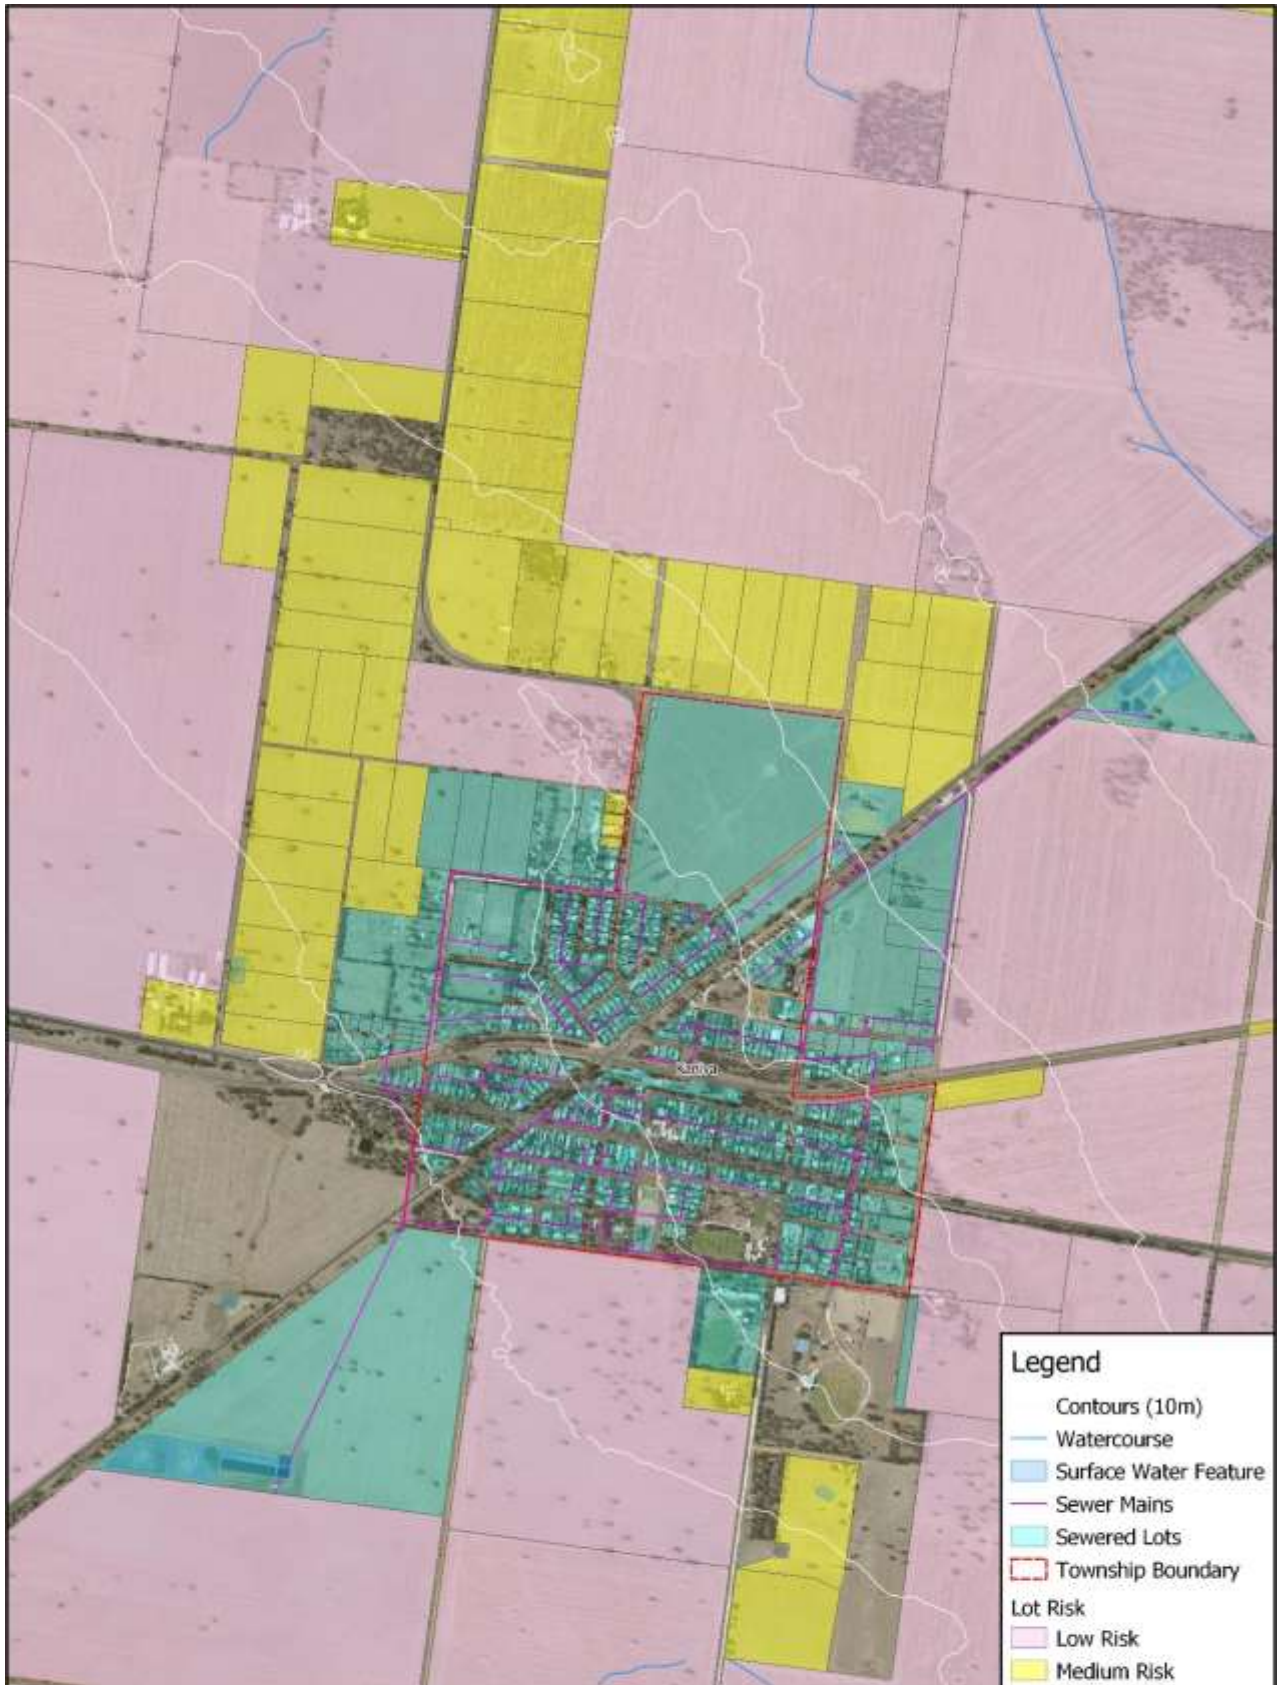 Kaniva
Legend
Contours (10m)
Watercourse
Surface Water Feature
Sewer Mains
Sewered Lots
Township Boundary
Lot Risk
Low Risk
Medium Risk